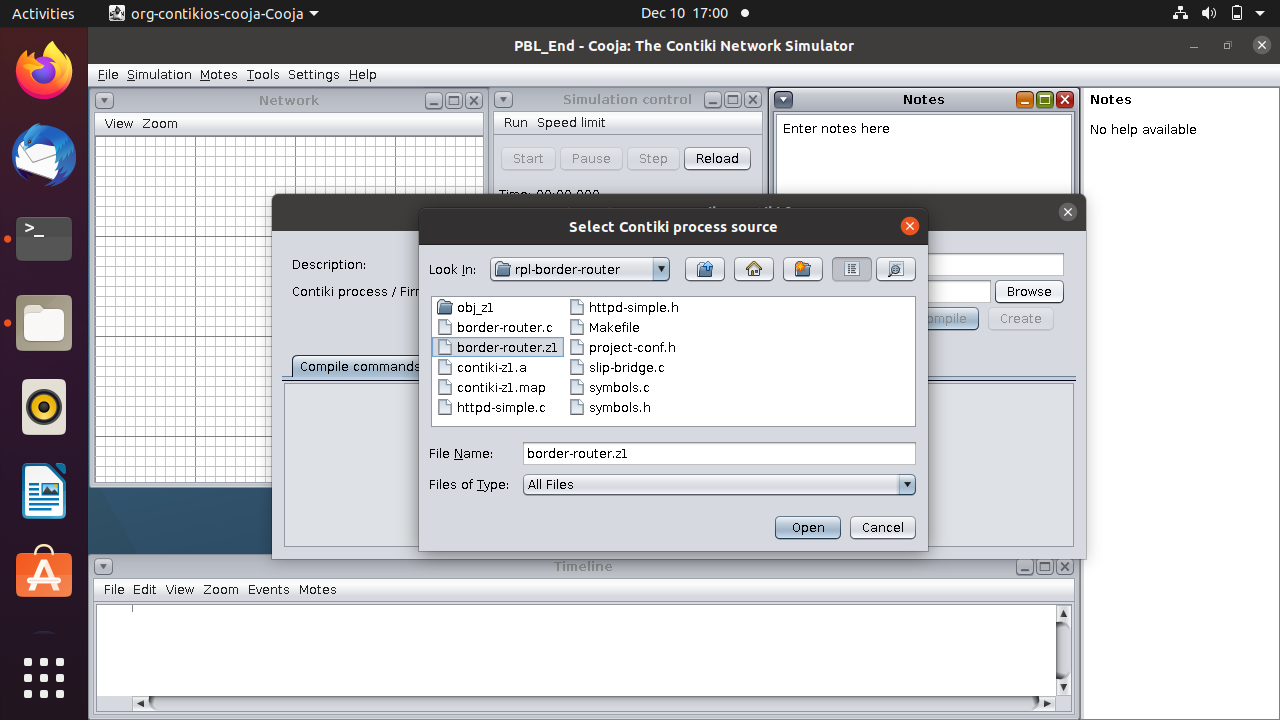 Activities
org-contikios-cooja-Cooja
Dec 10 17:00
PBL_End - Cooja: The Contiki Network Simulator
File Simulation Motes Tools Settings Help
Network
View Zoom
Simulation control
Run Speed limit
Start Pause Step Reload
Time: 00:00.000
Notes
Enter notes here
Notes
No help available
Description:
Contiki process / Firm
Browse
Compile
Create
Compile commands
Select Contiki process source
Look In: rpl-border-router
obj_z1
border-router.c
border-router.z1
contiki-z1.a
contiki-z1.map
httpd-simple.c
httpd-simple.h
Makefile
project-conf.h
slip-bridge.c
symbols.c
symbols.h
File Name: border-router.z1
Files of Type: All Files
Open Cancel
Timeline
File Edit View Zoom Events Motes